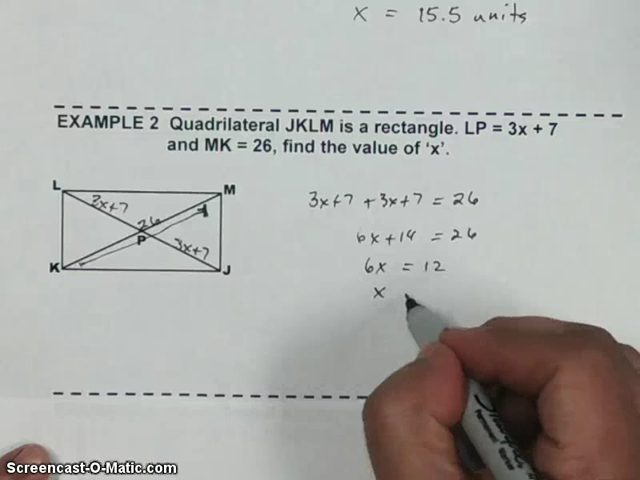 x = 15.5 units
EXAMPLE 2 Quadrilateral JKLM is a rectangle. LP = 3x + 7
and MK = 26, find the value of 'x'.
L
M
3x+7
26
P
3x+7
K
J
3x+7 + 3x+7 = 26
6x+14 = 26
6x = 12
x
Screencast-O-Matic.com